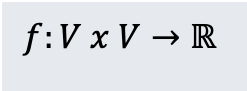 f: V x V → ℝ